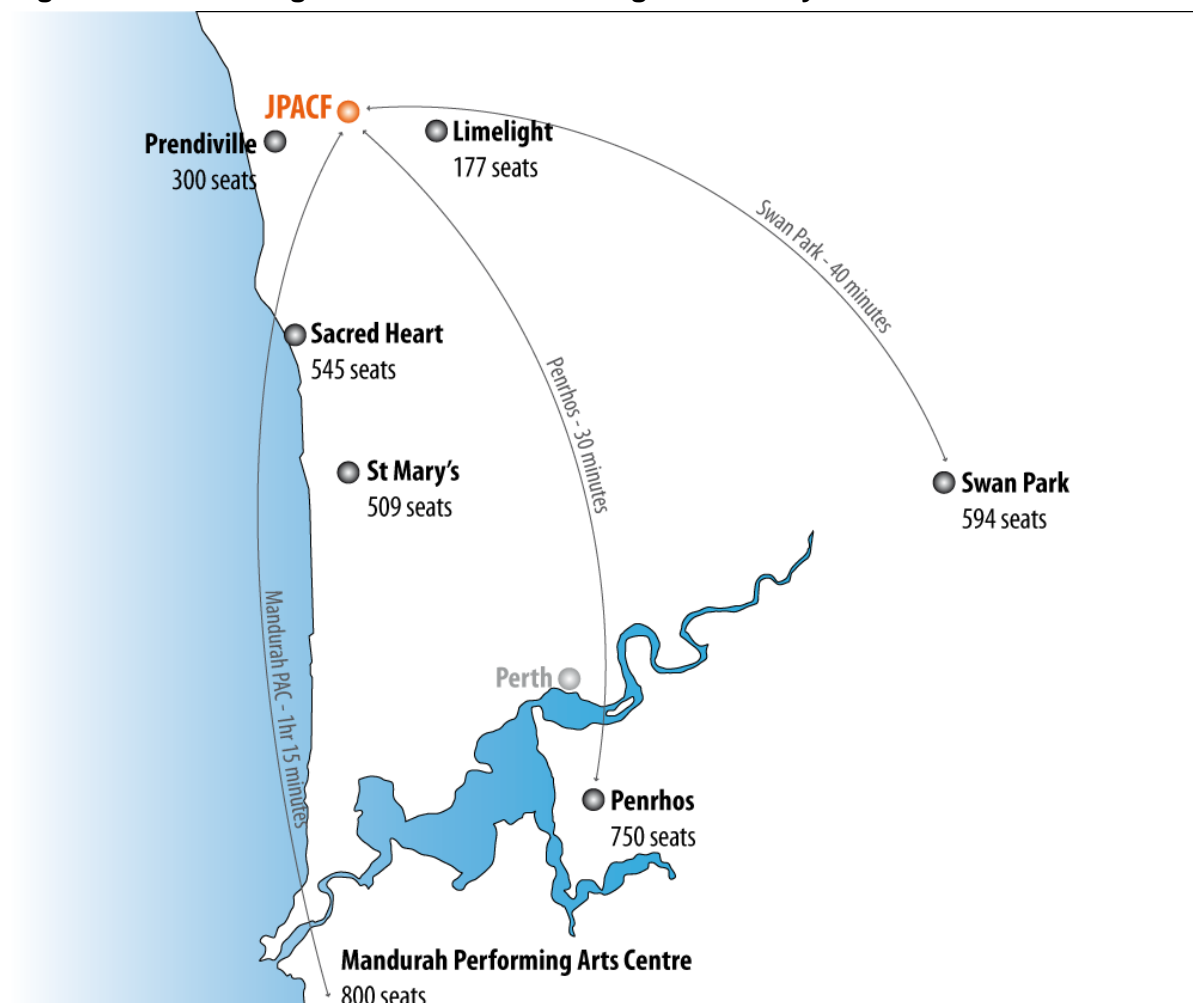 JPACF
Limelight
177 seats
Prendiville
300 seats
Swan Park - 40 minutes
Sacred Heart
545 seats
Penrhos - 30 minutes
St Mary's
509 seats
Swan Park
594 seats
Mandurah PAC - 1hr 15 minutes
Perth
Penrhos
750 seats
Mandurah Performing Arts Centre
800 seats